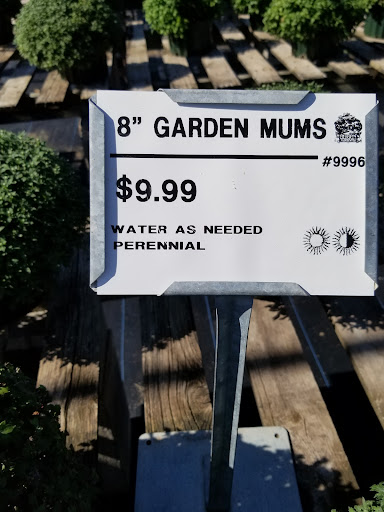 8” GARDEN MUMS
#9996
$9.99
WATER AS NEEDED
PERENNIAL